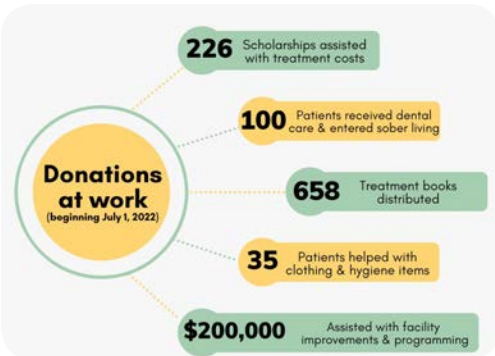 Donations
at work
(beginning July 1, 2022)
226
Scholarships assisted
with treatment costs
100
Patients received dental
care & entered sober living
658
Treatment books
distributed
35
Patients helped with
clothing & hygiene items
$200,000
Assisted with facility
improvements & programming